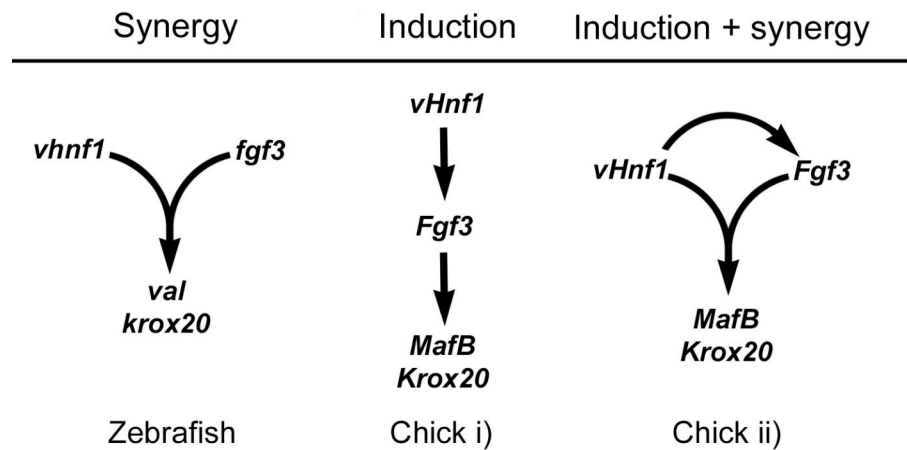 Synergy
Induction
Induction + synergy
vhnf1
fgf3
val
krox20
Zebrafish
vHnf1
Fgf3
MafB
Krox20
Chick i)
vHnf1
Fgf3
MafB
Krox20
Chick ii)